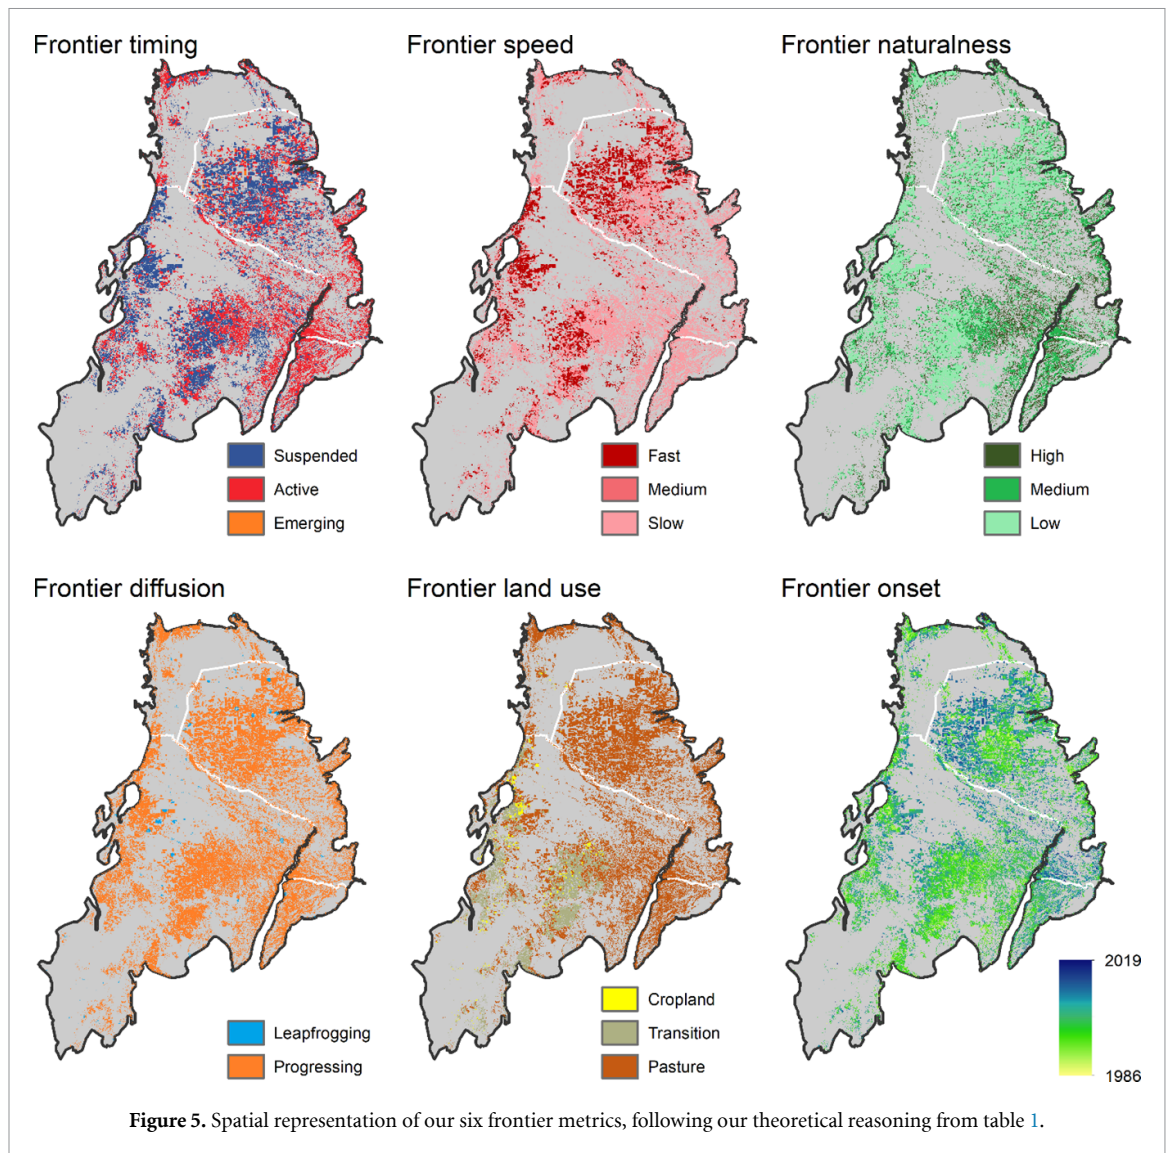 Frontier timing
Frontier speed
Frontier naturalness
Suspended
Active
Emerging
Fast
Medium
Slow
High
Medium
Low
Frontier diffusion
Frontier land use
Frontier onset
Leapfrogging
Progressing
Cropland
Transition
Pasture
2019
1986
Figure 5. Spatial representation of our six frontier metrics, following our theoretical reasoning from table 1.